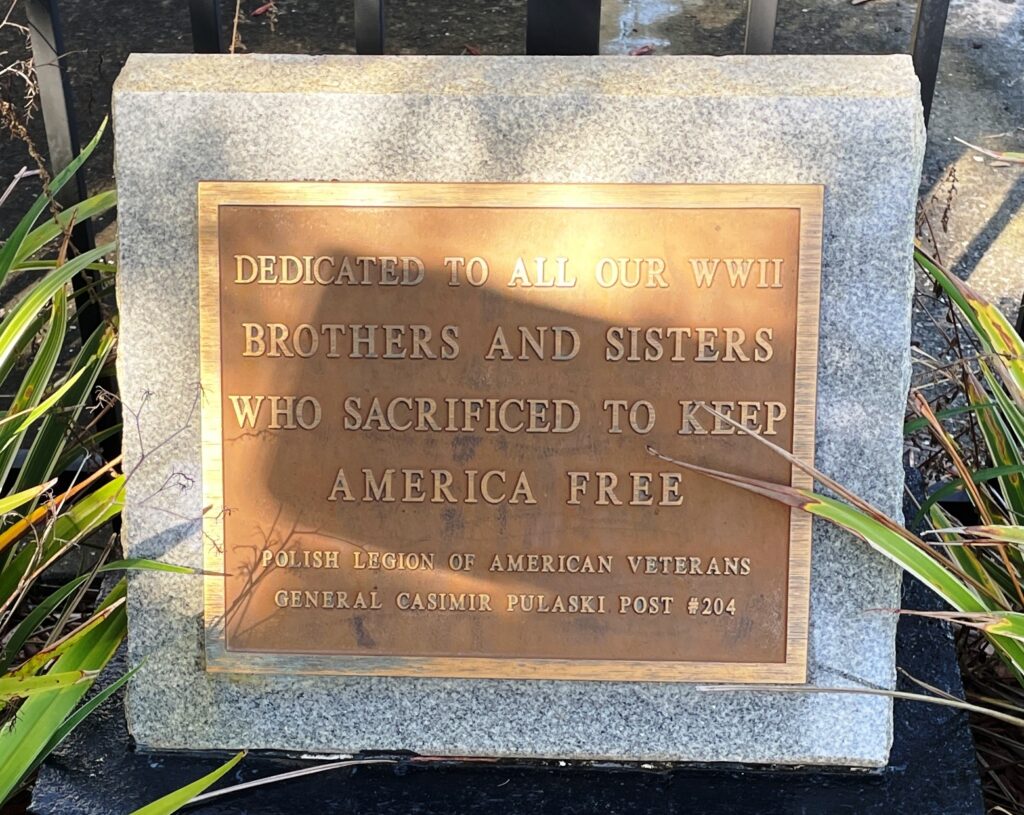 DEDICATED TO ALL OUR WWII
BROTHERS AND SISTERS
WHO SACRIFICED TO KEEP
AMERICA FREE
POLISH LEGION OF AMERICAN VETERANS
GENERAL CASIMIR PULASKI POST #204